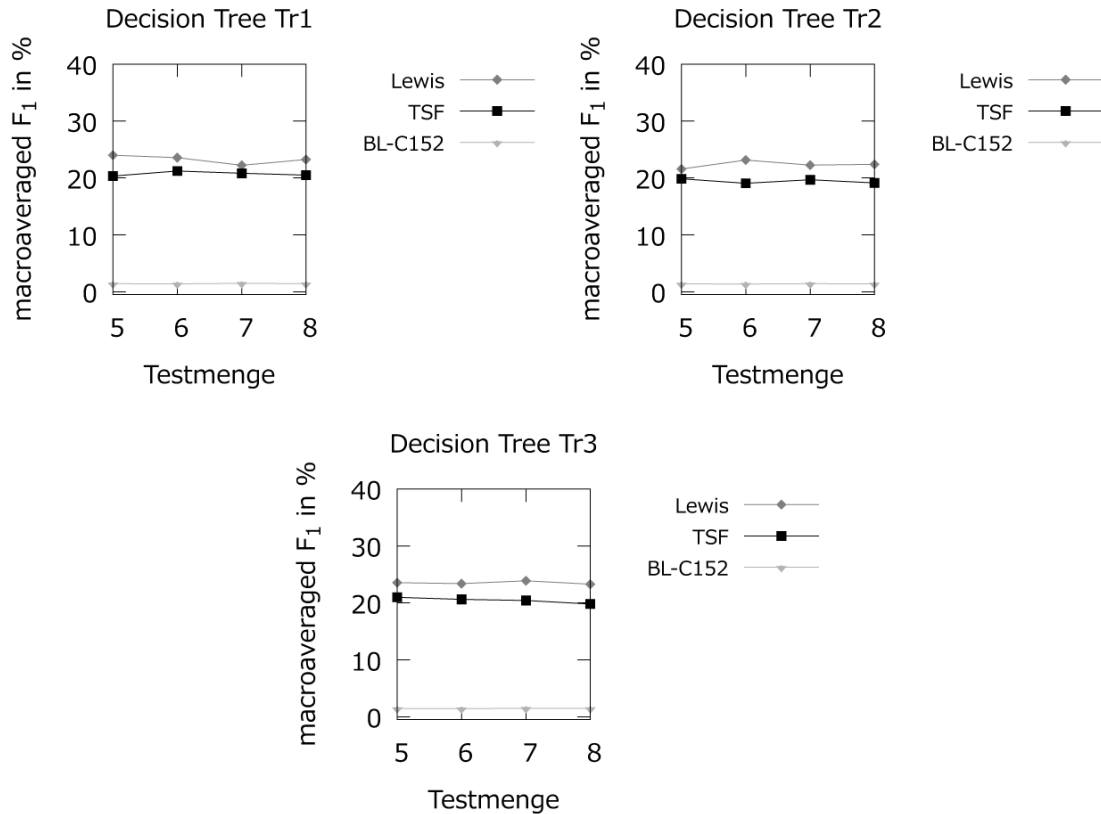 Decision Tree Tr1
macroaveraged F1 in %
40
30
20
10
0
5 6 7 8
Testmenge
Lewis
TSF
BL-C152
Decision Tree Tr2
macroaveraged F1 in %
40
30
20
10
0
5 6 7 8
Testmenge
Lewis
TSF
BL-C152
Decision Tree Tr3
macroaveraged F1 in %
40
30
20
10
0
5 6 7 8
Testmenge
Lewis
TSF
BL-C152